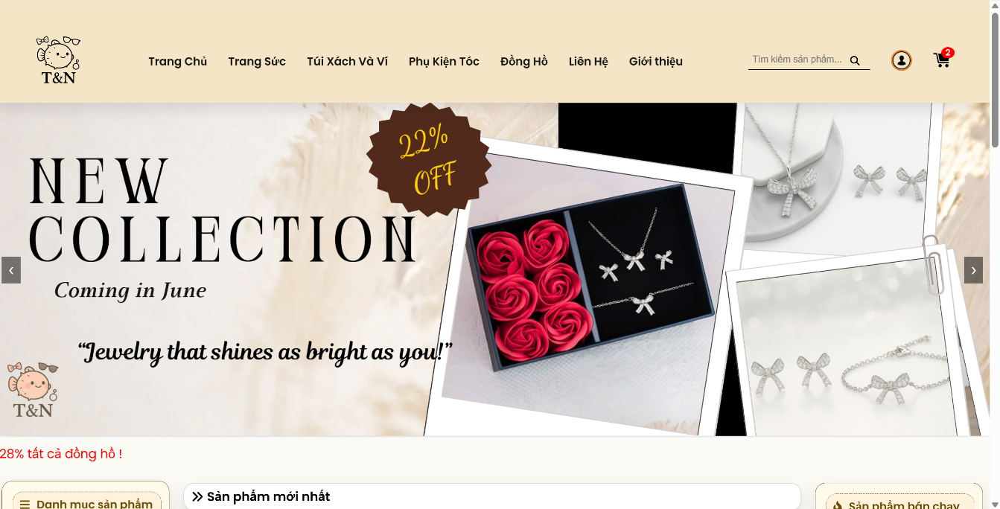 T&N
Trang Chủ
Trang Sức
Túi Xách Và Ví
Phụ Kiện Tóc
Đồng Hồ
Liên Hệ
Giới thiệu
Tìm kiếm sản phẩm...
2
22%
OFF
NEW
COLLECTION
Coming in June
“Jewelry that shines as bright as you!”
T&N
28% tất cả đồng hồ !
Danh mục sản phẩm
Sản phẩm mới nhất
Sản phẩm bán chạy